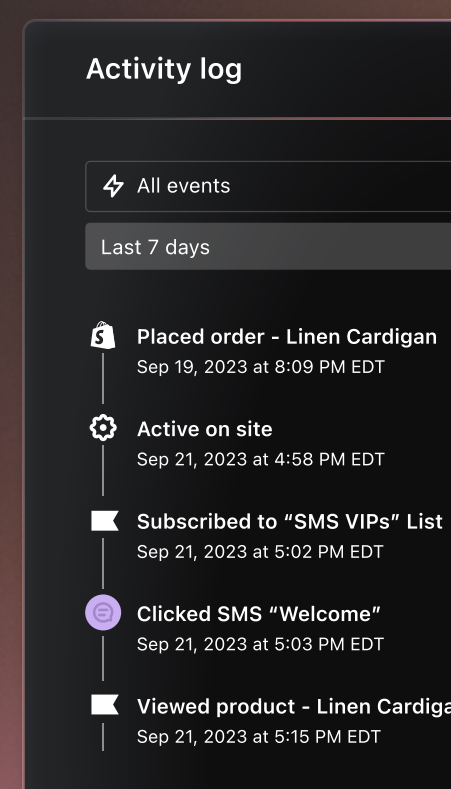 Activity log
All events
Last 7 days
Placed order - Linen Cardigan
Sep 19, 2023 at 8:09 PM EDT
Active on site
Sep 21, 2023 at 4:58 PM EDT
Subscribed to “SMS VIPs” List
Sep 21, 2023 at 5:02 PM EDT
Clicked SMS “Welcome”
Sep 21, 2023 at 5:03 PM EDT
Viewed product - Linen Cardiga
Sep 21, 2023 at 5:15 PM EDT